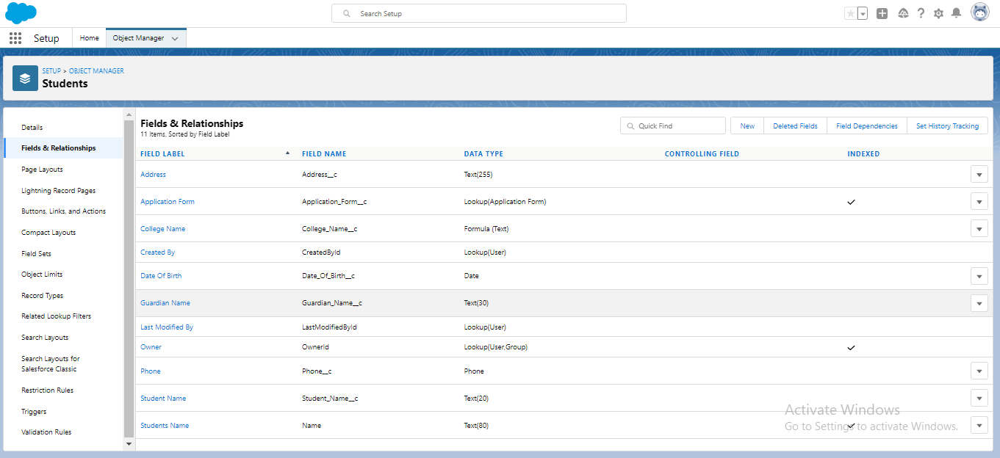 Search Setup
Setup
Home
Object Manager
SETUP > OBJECT MANAGER
Students
Details
Fields & Relationships
Page Layouts
Lightning Record Pages
Buttons, Links, and Actions
Compact Layouts
Field Sets
Object Limits
Record Types
Related Lookup Filters
Search Layouts
Search Layouts for
Salesforce Classic
Restriction Rules
Triggers
Validation Rules
Fields & Relationships
11 Items, Sorted by Field Label
Quick Find
New
Deleted Fields
Field Dependencies
Set History Tracking
FIELD LABEL FIELD NAME DATA TYPE CONTROLLING FIELD INDEXED
Address Address__c Text(255)
Application Form Application_Form__c Lookup(Application Form)
College Name College_Name__c Formula (Text)
Created By CreatedById Lookup(User)
Date Of Birth Date_Of_Birth__c Date
Guardian Name Guardian_Name__c Text(30)
Last Modified By LastModifiedById Lookup(User)
Owner OwnerId Lookup(User,Group)
Phone Phone__c Phone
Student Name Student_Name__c Text(20)
Students Name Name Text(80)
Activate Windows
Go to Settings to activate Windows.